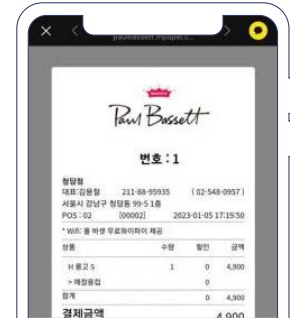 paulbassett.mpaper.c...
Paul Bassett
번호 : 1
청담점
대표:김용철 211-88-95935 ( 02-548-0957 )
서울시 강남구 청담동 99-5 1층
POS : 02 [00002] 2023-01-05 17:19:50
* Wifi: 폴 바셋 무료와이파이 제공
상품 수량 할인 금액
H 룽고 S 1 0 4,900
> 매장용컵 0
합계 0 4,900
결제금액 4,900